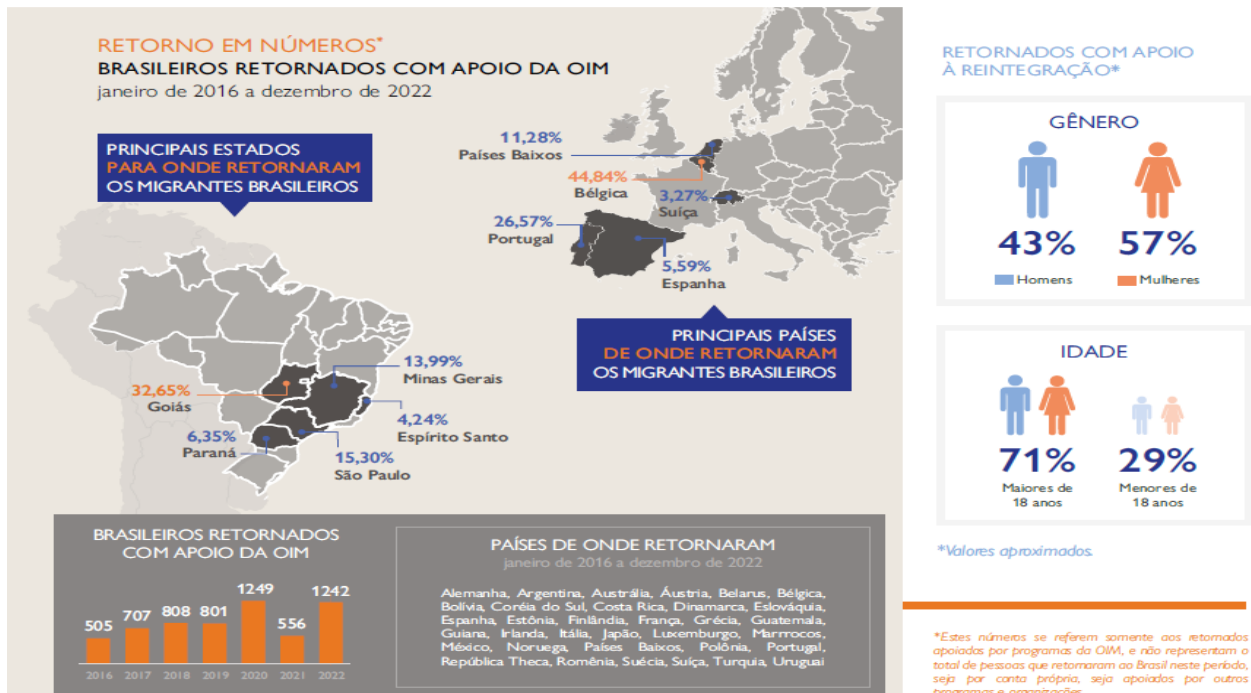 RETORNO EM NÚMEROS*
BRASILEIROS RETORNADOS COM APOIO DA OIM
janeiro de 2016 a dezembro de 2022
PRINCIPAIS ESTADOS
PARA ONDE RETORNARAM
OS MIGRANTES BRASILEIROS
11,28%
Países Baixos
44,84%
Bélgica
3,27%
Suíça
26,57%
Portugal
5,59%
Espanha
PRINCIPAIS PAÍSES
DE ONDE RETORNARAM
OS MIGRANTES BRASILEIROS
13,99%
Minas Gerais
32,65%
Goiás
4,24%
Espírito Santo
6,35%
Paraná
15,30%
São Paulo
BRASILEIROS RETORNADOS
COM APOIO DA OIM
505
707
808
801
1249
556
1242
2016 2017 2018 2019 2020 2021 2022
PAÍSES DE ONDE RETORNARAM
janeiro de 2016 a dezembro de 2022
Alemanha, Argentina, Austrália, Áustria, Belarus, Bélgica,
Bolívia, Coréia do Sul, Costa Rica, Dinamarca, Eslováquia,
Espanha, Estônia, Finlândia, França, Grécia, Guatemala,
Guiana, Irlanda, Itália, Japão, Luxemburgo, Marrrocos,
México, Noruega, Países Baixos, Polônia, Portugal,
República Theca, Romênia, Suécia, Suíça, Turquia, Uruguai
RETORNADOS COM APOIO
À REINTEGRAÇÃO*
GÊNERO
43% 57%
Homens Mulheres
IDADE
71% 29%
Maiores de Menores de
18 anos 18 anos
*Valores aproximados.
*Estes números se referem somente aos retornados
apoiados por programas da OIM, e não representam o
total de pessoas que retornaram ao Brasil neste período,
seja por conta própria, seja apoiados por outros
programas e organizações